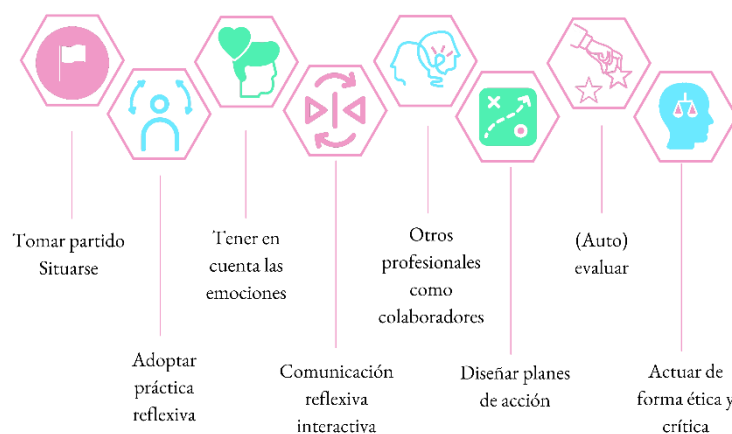 Tomar partido
Situarse
Adoptar
práctica
reflexiva
Tener en
cuenta las
emociones
Comunicación
reflexiva
interactiva
Otros
profesionales
como
colaboradores
Diseñar planes
de acción
(Auto)
evaluar
Actuar de
forma ética y
crítica